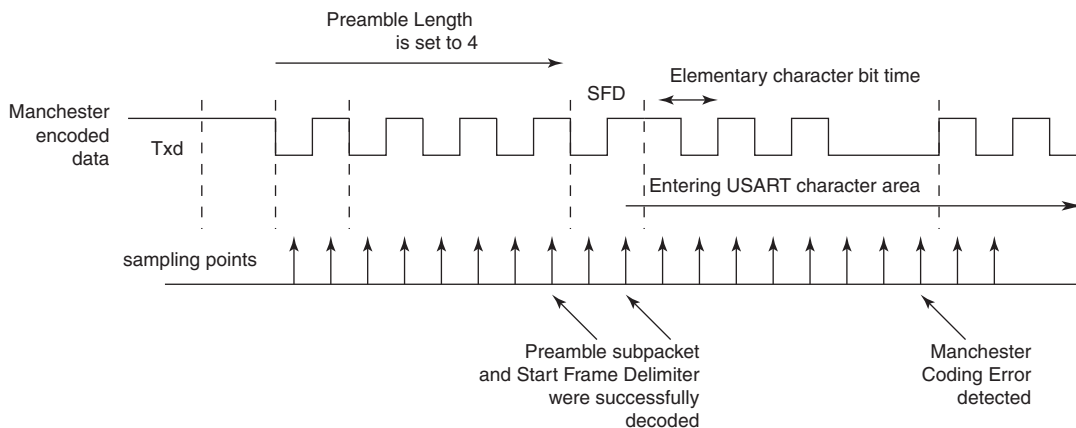 Preamble Length
is set to 4
Elementary character bit time
SFD
Manchester
encoded
data
Txd
Entering USART character area
sampling points
Preamble subpacket
and Start Frame Delimiter
were successfully
decoded
Manchester
Coding Error
detected